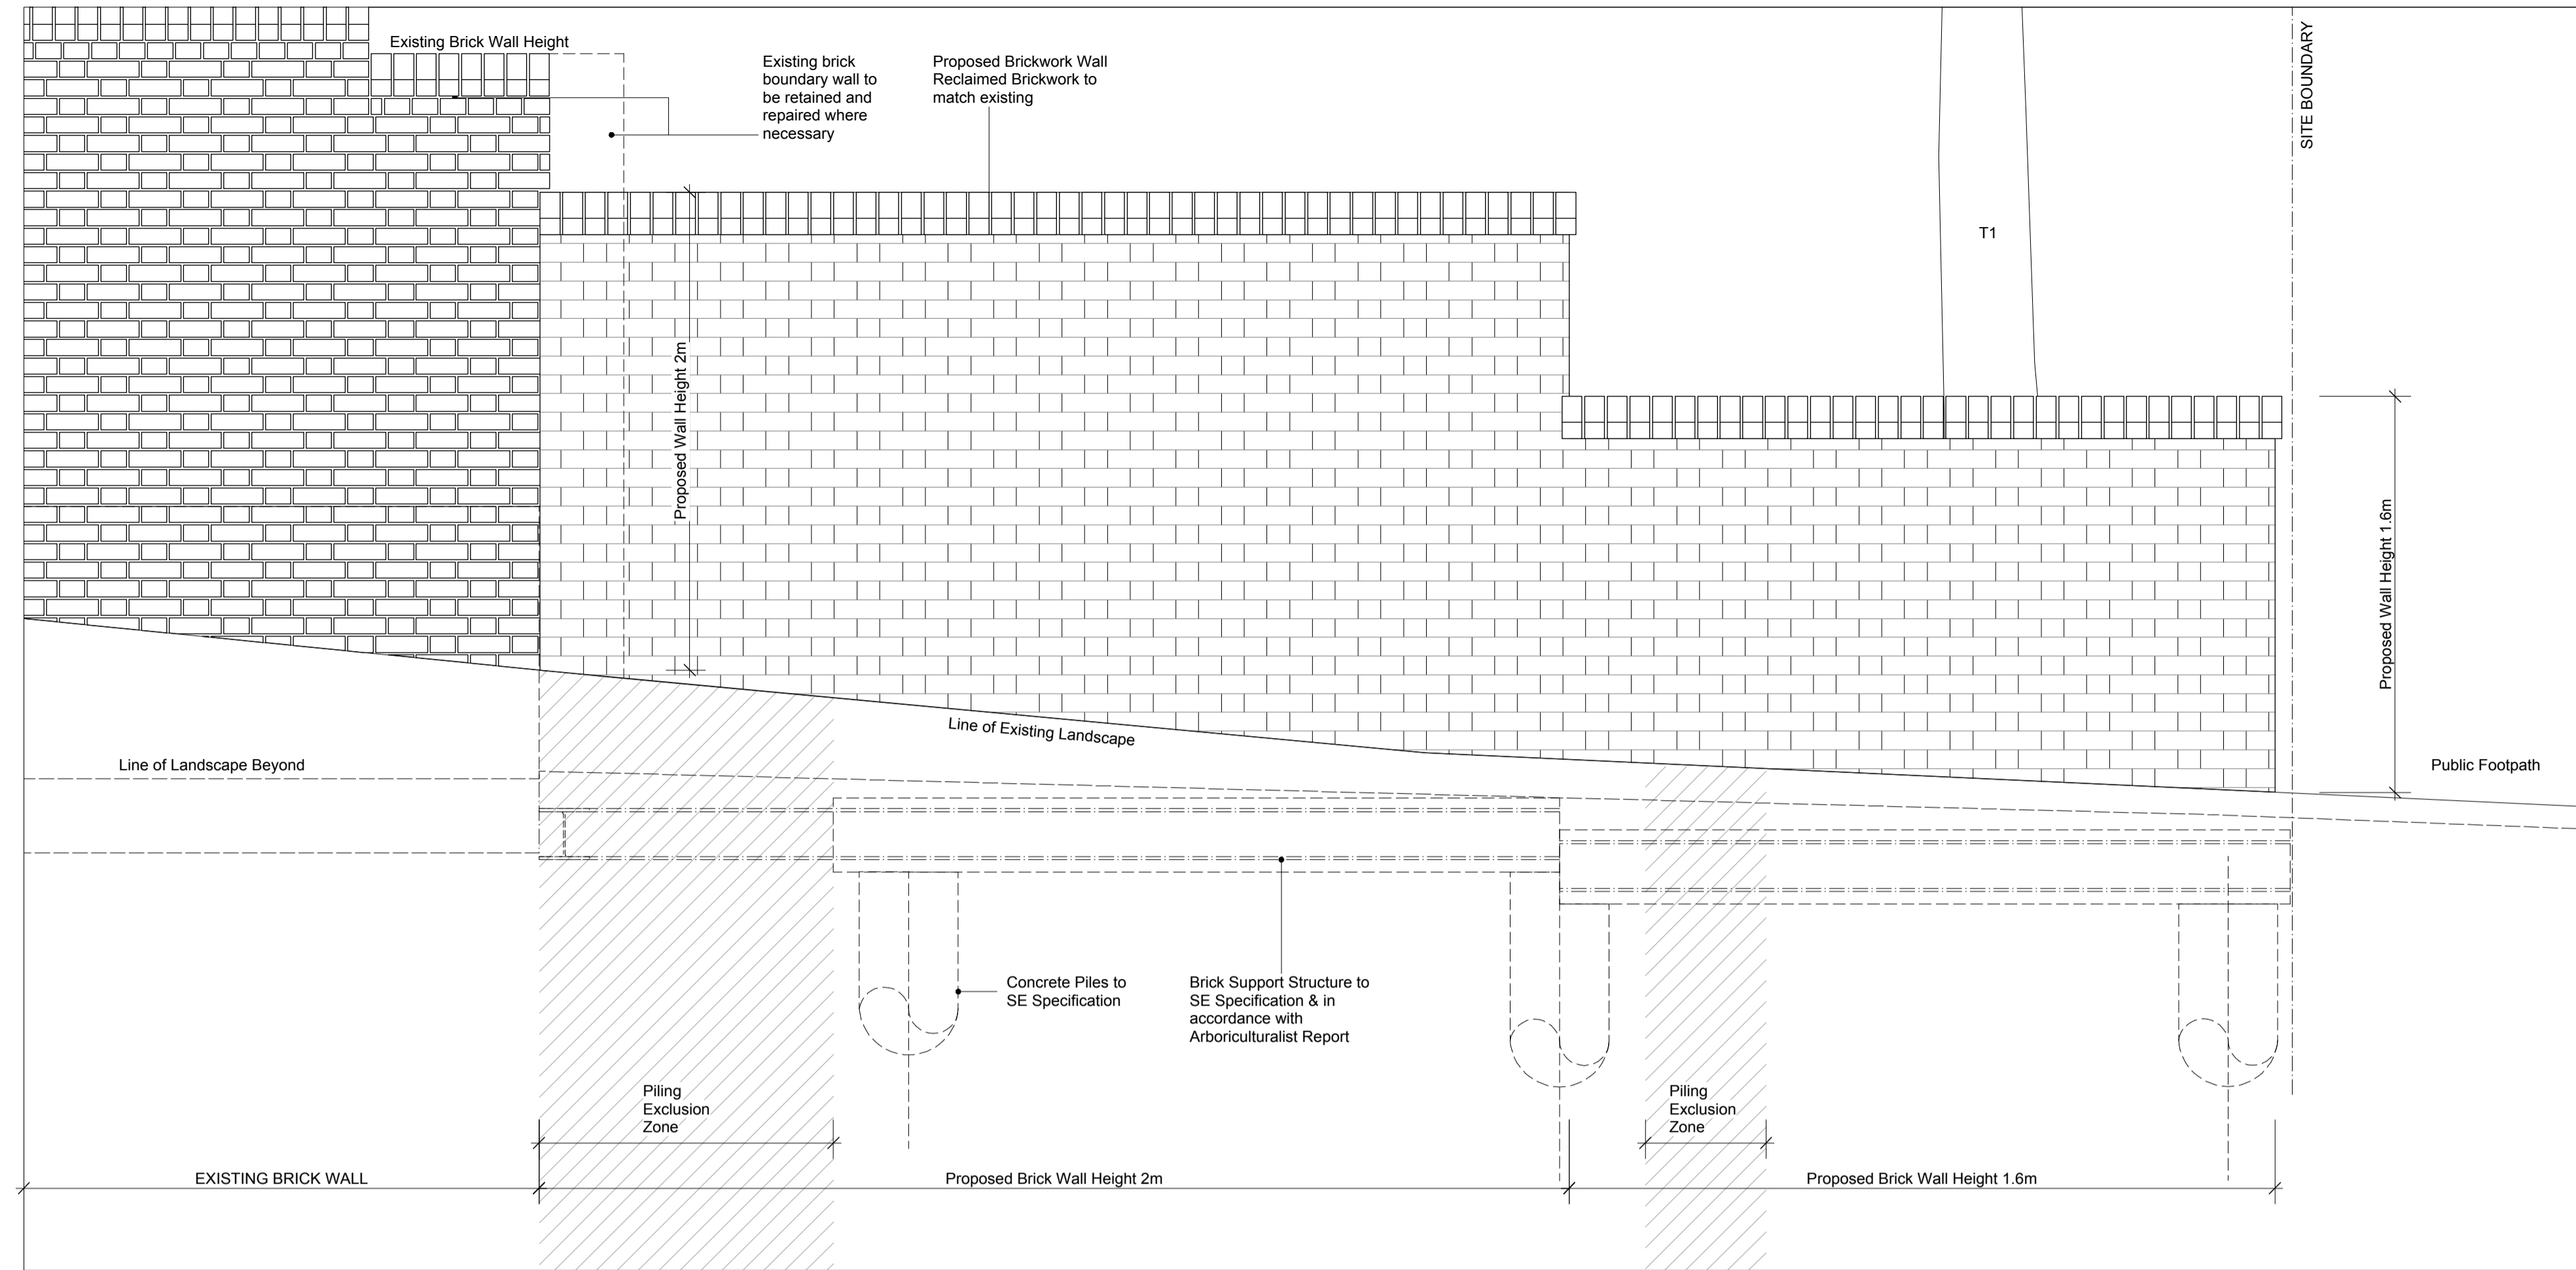 Existing Brick Wall Height
Existing brick
boundary wall to
be retained and
repaired where
necessary
Proposed Brickwork Wall
Reclaimed Brickwork to
match existing
SITE BOUNDARY
T1
Proposed Wall Height 2m
Proposed Wall Height 1.6m
Line of Existing Landscape
Line of Landscape Beyond
Public Footpath
Concrete Piles to
SE Specification
Brick Support Structure to
SE Specification & in
accordance with
Arboriculturalist Report
Piling
Exclusion
Zone
Piling
Exclusion
Zone
EXISTING BRICK WALL
Proposed Brick Wall Height 2m
Proposed Brick Wall Height 1.6m